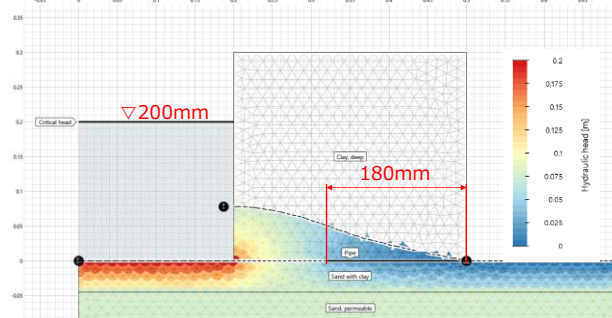 0.35
0.3
0.25
0.2
0.15
0.1
0.05
0
-0.05
Critical head
▽200mm
Clay, deep
180mm
Pipe
Sand with clay
Sand, permeable
0.2
0.175
0.15
0.125
0.1
0.075
0.05
0.025
0
Hydraulic head [m]